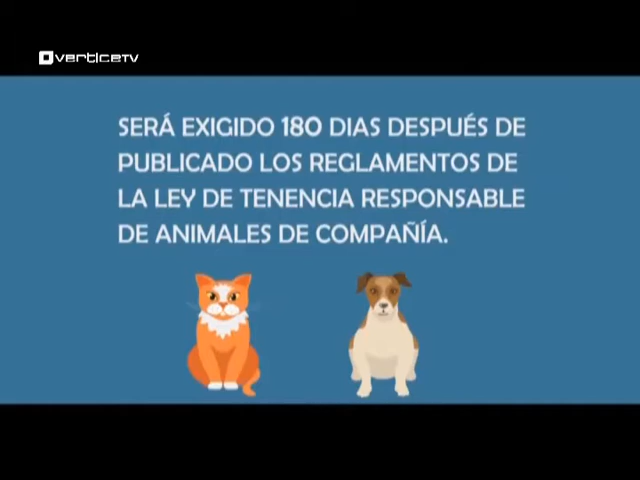 VERTICETV
SERÁ EXIGIDO 180 DIAS DESPUÉS DE
PUBLICADO LOS REGLAMENTOS DE
LA LEY DE TENENCIA RESPONSABLE
DE ANIMALES DE COMPAÑÍA.